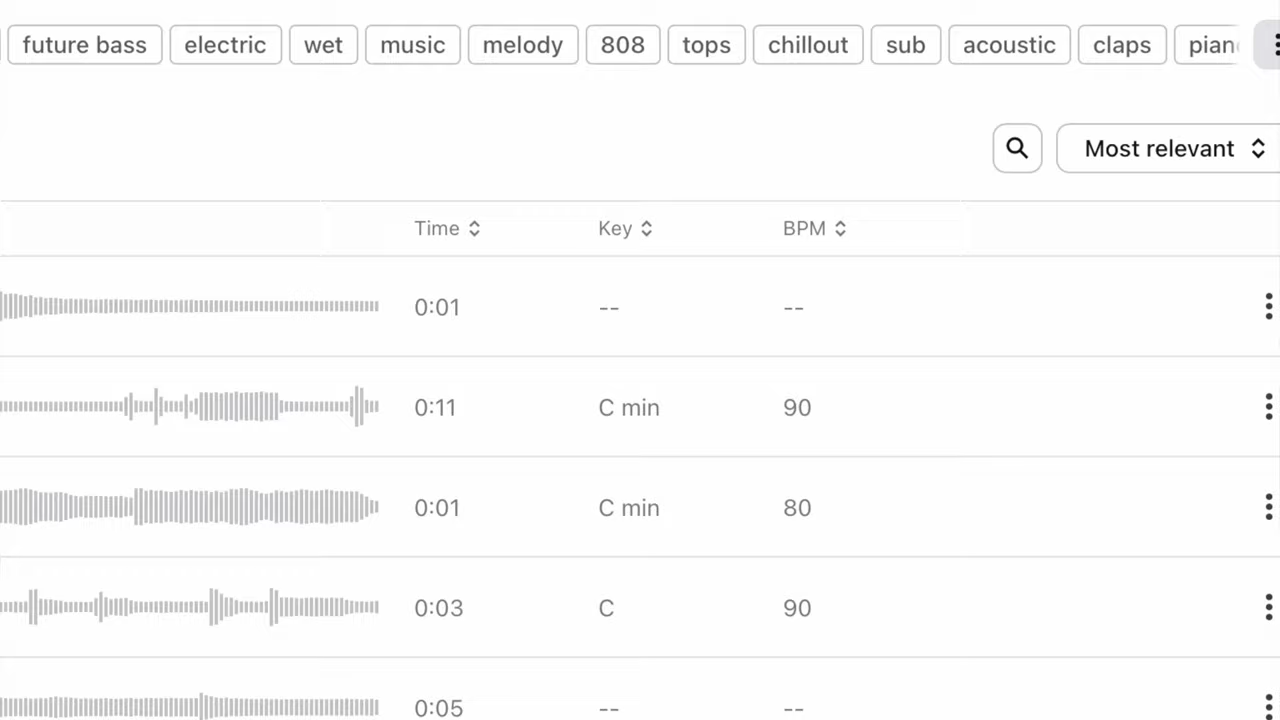 future bass electric wet music melody 808 tops chillout sub acoustic claps
Most relevant
Time Key BPM
0:01 -- --
0:11 C min 90
0:01 C min 80
0:03 C 90
0:05 -- --